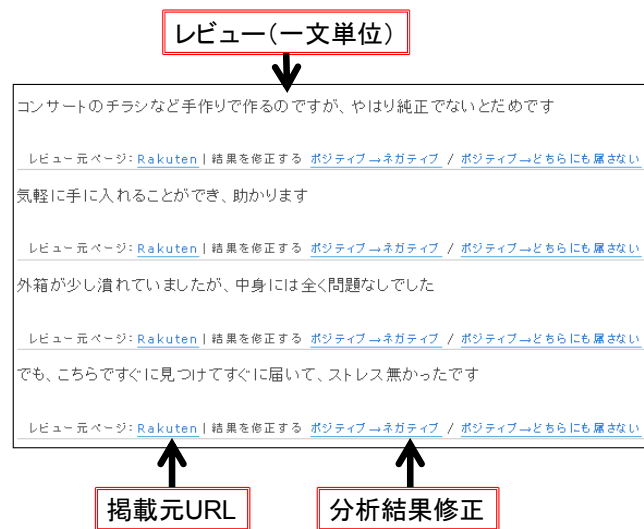 レビュー(一文単位)
コンサートのチラシなど手作りで作るのですが、やはり純正でないとだめです
レビュー元ページ: Rakuten | 結果を修正する ポジティブ→ネガティブ / ポジティブ→どちらにも属さない
気軽に手に入れることができ、助かります
レビュー元ページ: Rakuten | 結果を修正する ポジティブ→ネガティブ / ポジティブ→どちらにも属さない
外箱が少し潰れていましたが、中身には全く問題なしでした
レビュー元ページ: Rakuten | 結果を修正する ポジティブ→ネガティブ / ポジティブ→どちらにも属さない
でも、こちらですぐに見つけてすぐに届いて、ストレス無かったです
レビュー元ページ: Rakuten | 結果を修正する ポジティブ→ネガティブ / ポジティブ→どちらにも属さない
掲載元URL 分析結果修正